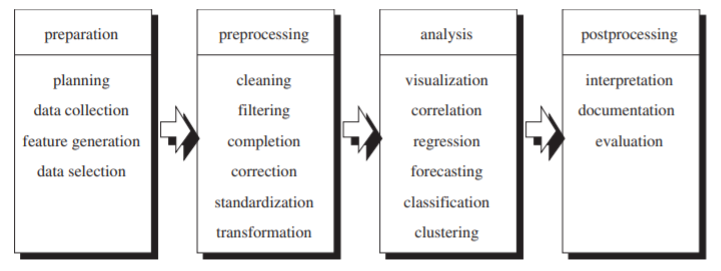 preparation
planning
data collection
feature generation
data selection
preprocessing
cleaning
filtering
completion
correction
standardization
transformation
analysis
visualization
correlation
regression
forecasting
classification
clustering
postprocessing
interpretation
documentation
evaluation